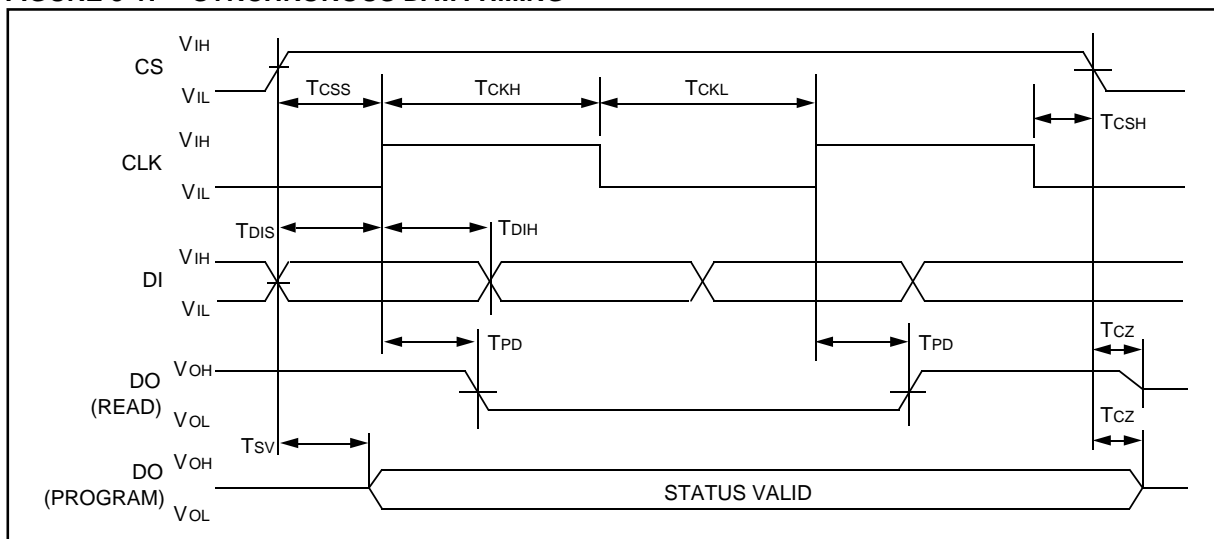 CS
VIH
VIL
TCSS
TCKH
TCKL
TCSH
CLK
VIH
VIL
TDIS
TDIH
DI
VIH
VIL
TPD
TPD
TCZ
DO
(READ)
VOH
VOL
TSV
TCZ
DO
(PROGRAM)
VOH
VOL
STATUS VALID